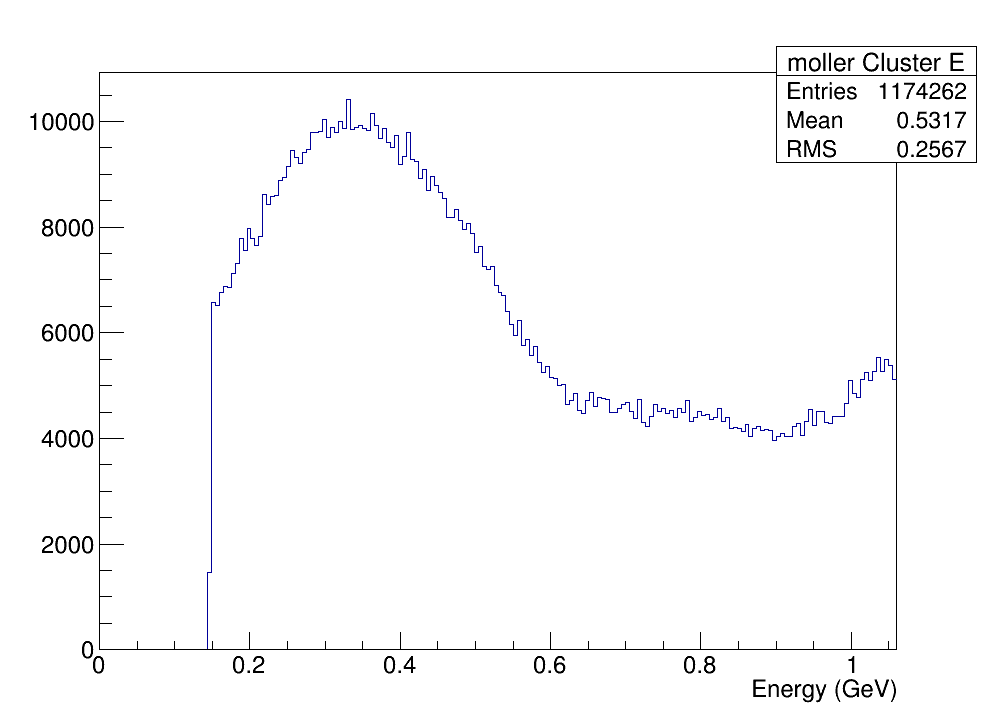 moller Cluster E
Entries 1174262
Mean 0.5317
RMS 0.2567
10000
8000
6000
4000
2000
0
0 0.2 0.4 0.6 0.8 1
Energy (GeV)